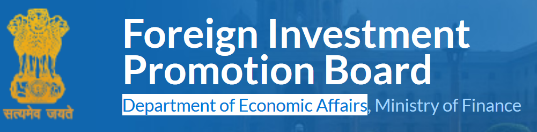 Foreign Investment
Promotion Board
Department of Economic Affairs, Ministry of Finance
सत्यमेव जयते